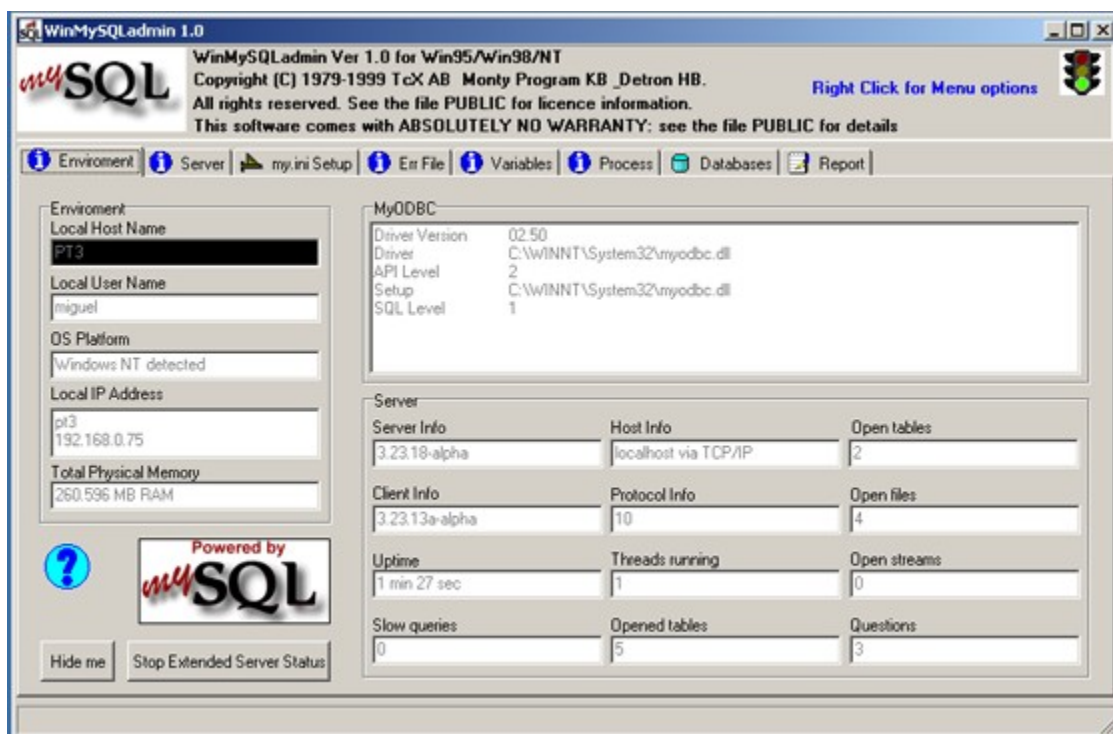 WinMySQLadmin 1.0
mySQL
WinMySQLadmin Ver 1.0 for Win95/Win98/NT
Copyright (C) 1979-1999 TcX AB Monty Program KB _Detron HB.
All rights reserved. See the file PUBLIC for licence information.
This software comes with ABSOLUTELY NO WARRANTY: see the file PUBLIC for details
Right Click for Menu options
Enviroment Server my.ini Setup Err File Variables Process Databases Report
Enviroment
Local Host Name
PT3
Local User Name
miguel
OS Platform
Windows NT detected
Local IP Address
pt3
192.168.0.75
Total Physical Memory
260.596 MB RAM
MyODBC
Driver Version 02.50
Driver C:\WINNT\System32\myodbc.dll
API Level 2
Setup C:\WINNT\System32\myodbc.dll
SQL Level 1
Server
Server Info Host Info Open tables
3.23.18-alpha localhost via TCP/IP 2
Client Info Protocol Info Open files
3.23.13a-alpha 10 4
Uptime Threads running Open streams
1 min 27 sec 1 0
Slow queries Opened tables Questions
0 5 3
?
Powered by
mySQL
Hide me Stop Extended Server Status